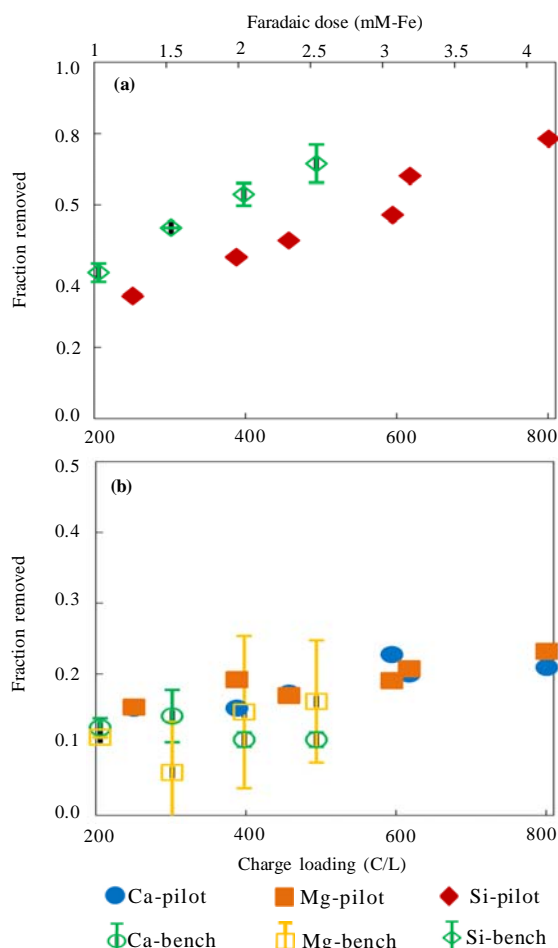 Faradaic dose (mM-Fe)
1 1.5 2 2.5 3 3.5 4
(a)
1.0
0.8
0.5
0.4
0.2
0.0
Fraction removed
200 400 600 800
(b)
0.5
0.4
0.3
0.2
0.1
0.0
Fraction removed
200 400 600 800
Charge loading (C/L)
Ca-pilot Mg-pilot Si-pilot
Ca-bench Mg-bench Si-bench